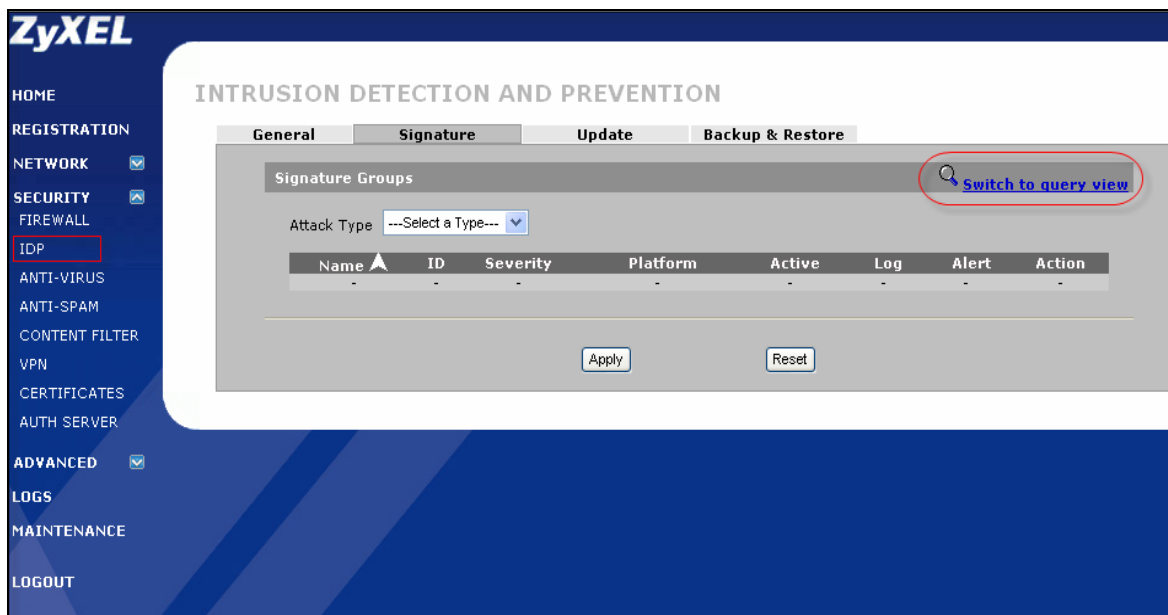 ZyXEL
HOME
REGISTRATION
NETWORK
SECURITY
FIREWALL
IDP
ANTI-VIRUS
ANTI-SPAM
CONTENT FILTER
VPN
CERTIFICATES
AUTH SERVER
ADVANCED
LOGS
MAINTENANCE
LOGOUT
INTRUSION DETECTION AND PREVENTION
General Signature Update Backup & Restore
Signature Groups Switch to query view
Attack Type ---Select a Type---
Name ID Severity Platform Active Log Alert Action
- - - - - - - -
Apply Reset